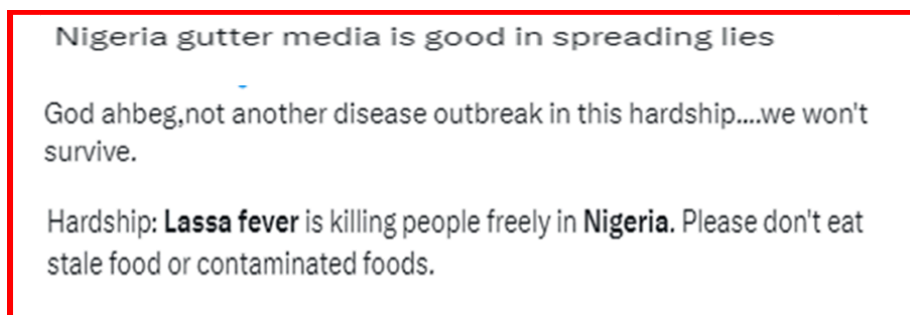 Nigeria gutter media is good in spreading lies
God ahbeg,not another disease outbreak in this hardship....we won't
survive.
Hardship: Lassa fever is killing people freely in Nigeria. Please don't eat
stale food or contaminated foods.